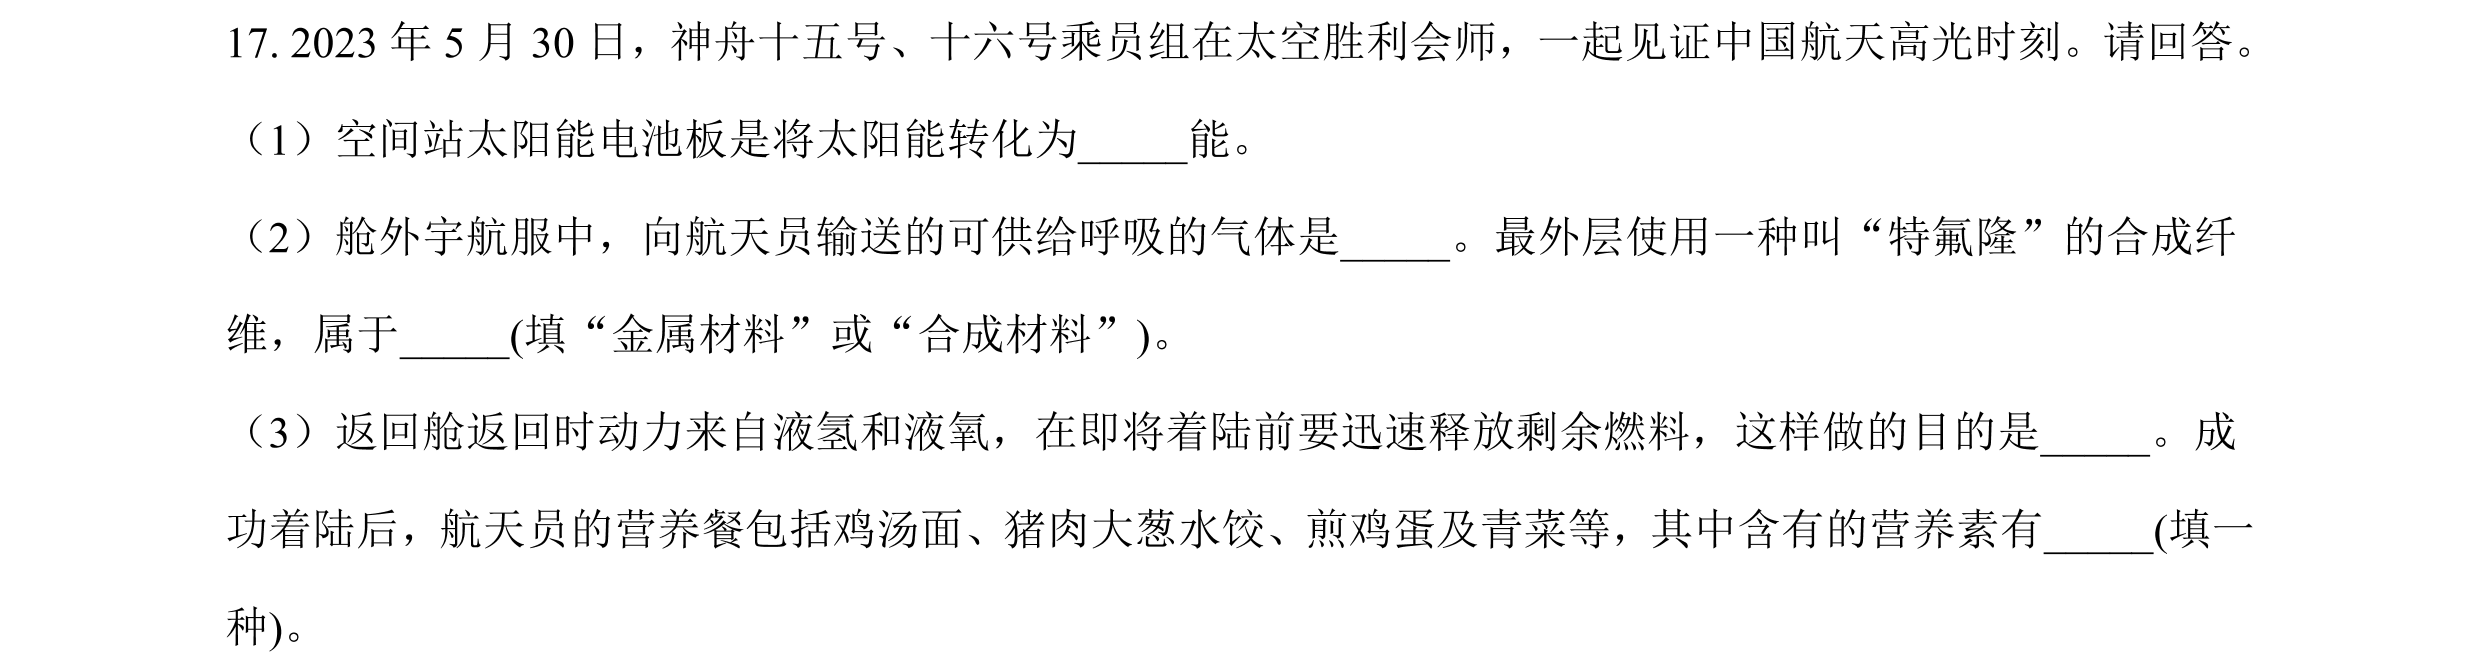 17. 2023 年 5 月 30 日，神舟十五号、十六号乘员组在太空胜利会师，一起见证中国航天高光时刻。请回答。
（1）空间站太阳能电池板是将太阳能转化为_____能。
（2）舱外宇航服中，向航天员输送的可供给呼吸的气体是_____。最外层使用一种叫“特氟隆”的合成纤
维，属于_____(填“金属材料”或“合成材料”)。
（3）返回舱返回时动力来自液氢和液氧，在即将着陆前要迅速释放剩余燃料，这样做的目的是_____。成
功着陆后，航天员的营养餐包括鸡汤面、猪肉大葱水饺、煎鸡蛋及青菜等，其中含有的营养素有_____(填一
种)。